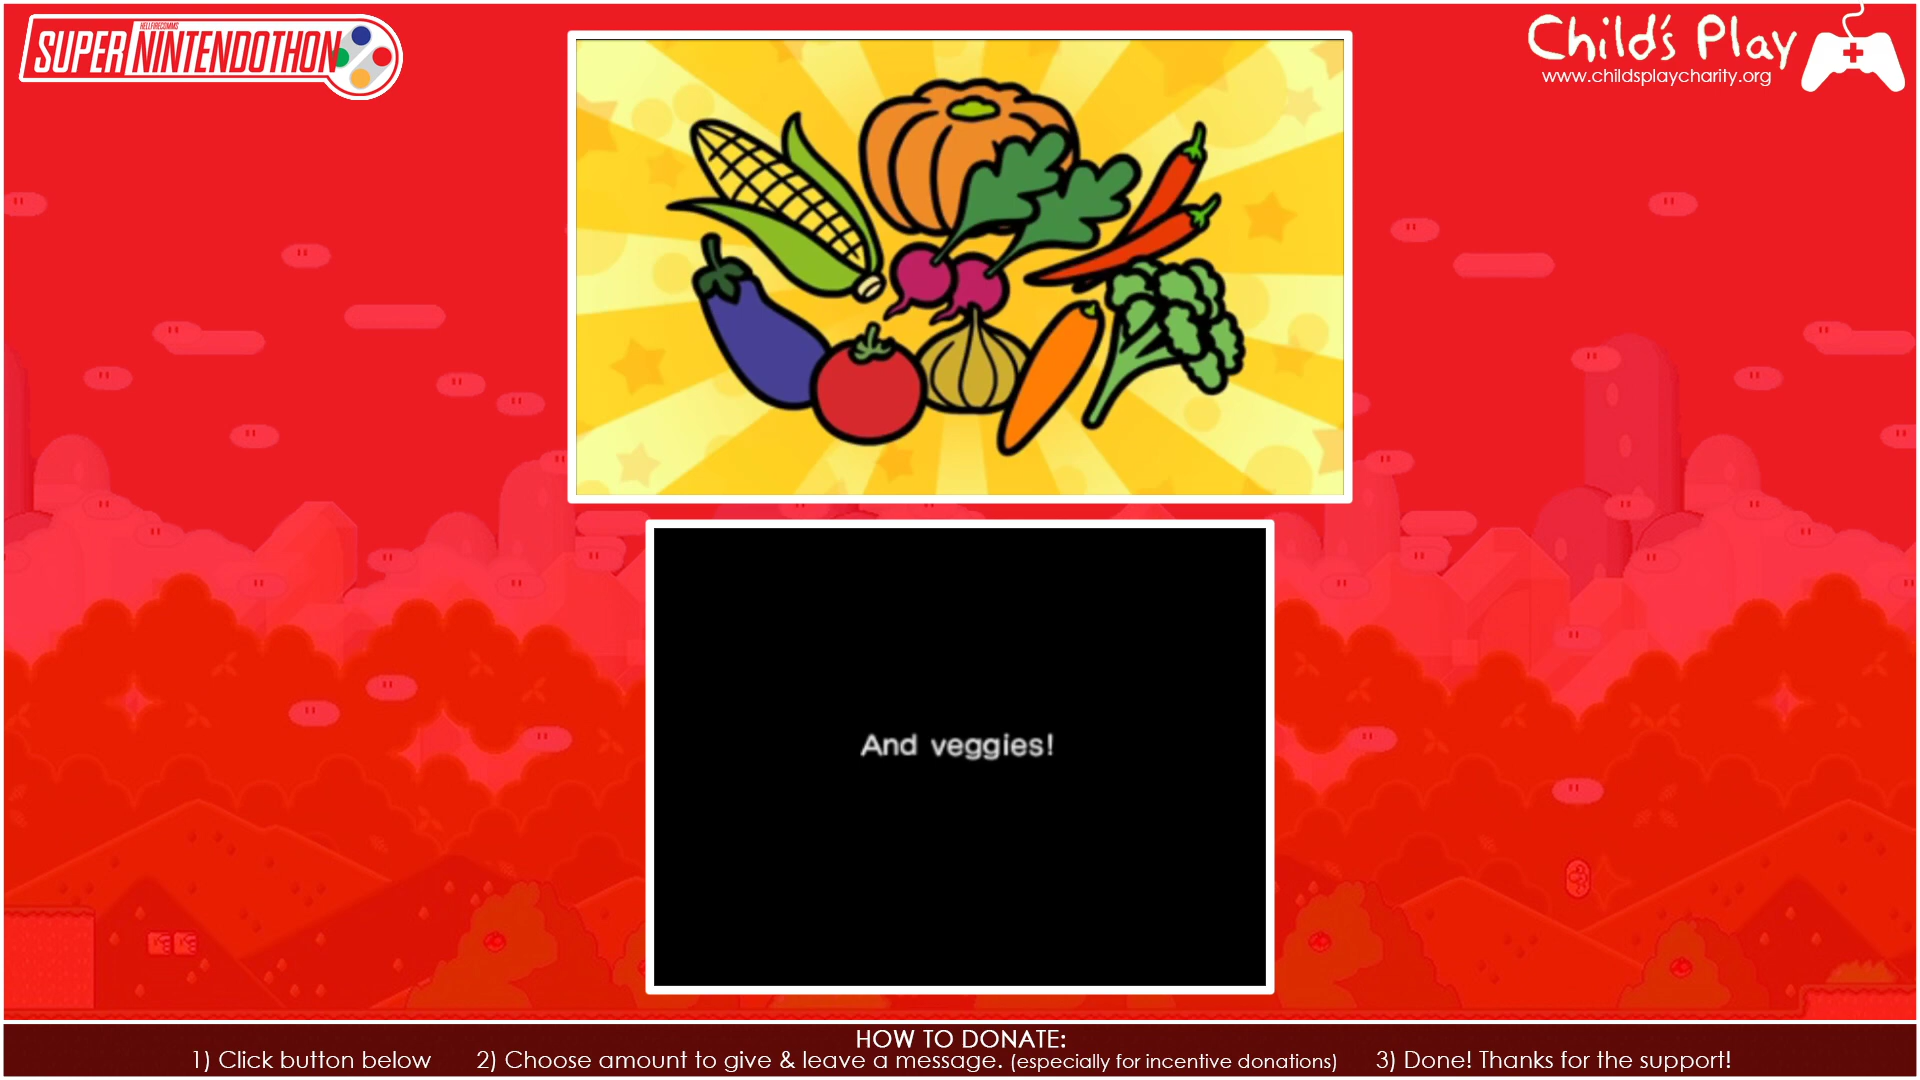 HELLFIRECOMMS
SUPER NINTENDOTHON
Child's Play
www.childsplaycharity.org
And veggies!
HOW TO DONATE:
1) Click button below 2) Choose amount to give & leave a message. (especially for incentive donations) 3) Done! Thanks for the support!